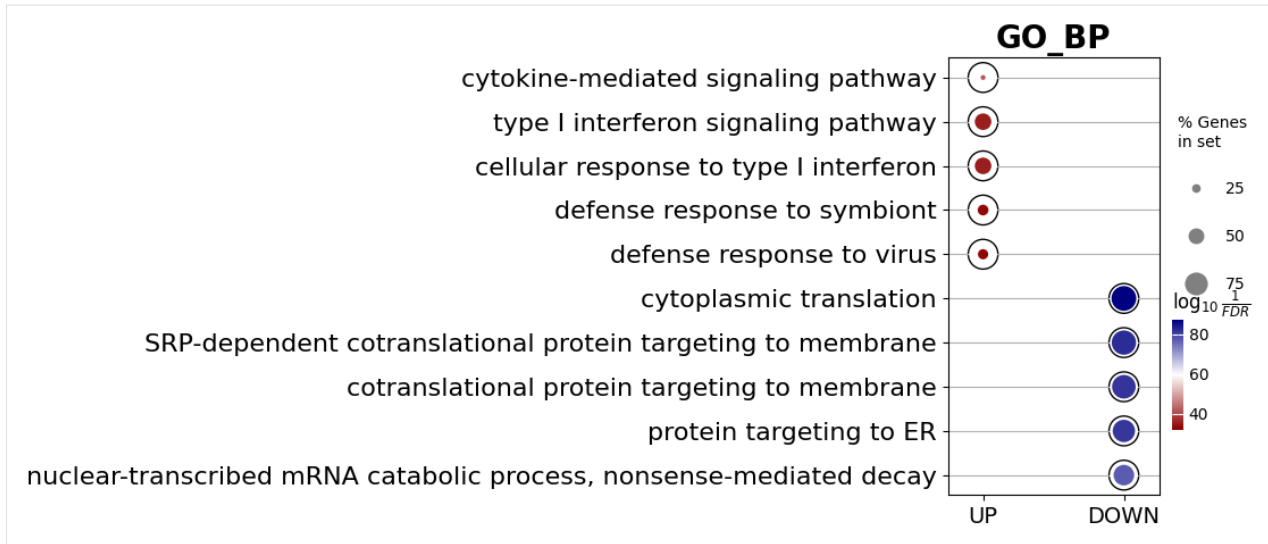 GO_BP
cytokine-mediated signaling pathway
type I interferon signaling pathway
cellular response to type I interferon
defense response to symbiont
defense response to virus
cytoplasmic translation
SRP-dependent cotranslational protein targeting to membrane
cotranslational protein targeting to membrane
protein targeting to ER
nuclear-transcribed mRNA catabolic process, nonsense-mediated decay
UP
DOWN
% Genes
in set
25
50
75
log10 1/FDR
80
60
40